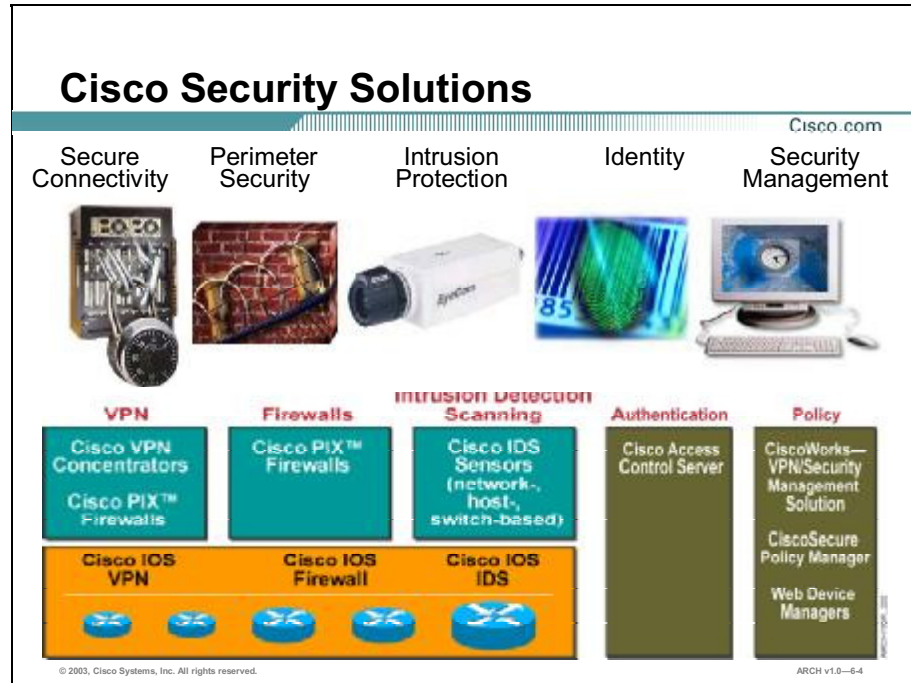 Cisco Security Solutions
Cisco.com
Secure
Connectivity
Perimeter
Security
Intrusion
Protection
Identity
Security
Management
EyeCom
85
VPN
Firewalls
Intrusion Detection
Scanning
Authentication
Policy
Cisco VPN
Concentrators
Cisco PIX™
Firewalls
Cisco PIX™
Firewalls
Cisco IDS
Sensors
(network-,
host-,
switch-based)
Cisco Access
Control Server
CiscoWorks—
VPN/Security
Management
Solution
CiscoSecure
Policy Manager
Web Device
Managers
Cisco IOS
VPN
Cisco IOS
Firewall
Cisco IOS
IDS
© 2003, Cisco Systems, Inc. All rights reserved.
ARCH v1.0—6-4